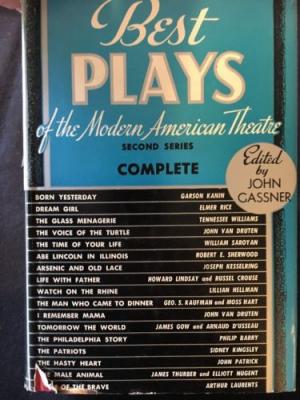 Best
PLAYS
of the Modern American Theatre
SECOND SERIES
COMPLETE
Edited
by
JOHN
GASSNER
BORN YESTERDAY GARSON KANIN
DREAM GIRL ELMER RICE
THE GLASS MENAGERIE TENNESSEE WILLIAMS
THE VOICE OF THE TURTLE JOHN VAN DRUTEN
THE TIME OF YOUR LIFE WILLIAM SAROYAN
ABE LINCOLN IN ILLINOIS ROBERT E. SHERWOOD
ARSENIC AND OLD LACE JOSEPH KESSELRING
LIFE WITH FATHER HOWARD LINDSAY and RUSSEL CROUSE
WATCH ON THE RHINE LILLIAN HELLMAN
THE MAN WHO CAME TO DINNER GEO. S. KAUFMAN and MOSS HART
I REMEMBER MAMA JOHN VAN DRUTEN
TOMORROW THE WORLD JAMES GOW and ARNAUD D'USSEAU
THE PHILADELPHIA STORY PHILIP BARRY
THE PATRIOTS SIDNEY KINGSLEY
THE HASTY HEART JOHN PATRICK
MALE ANIMAL JAMES THURBER and ELLIOTT NUGENT
OF THE BRAVE ARTHUR LAURENTS